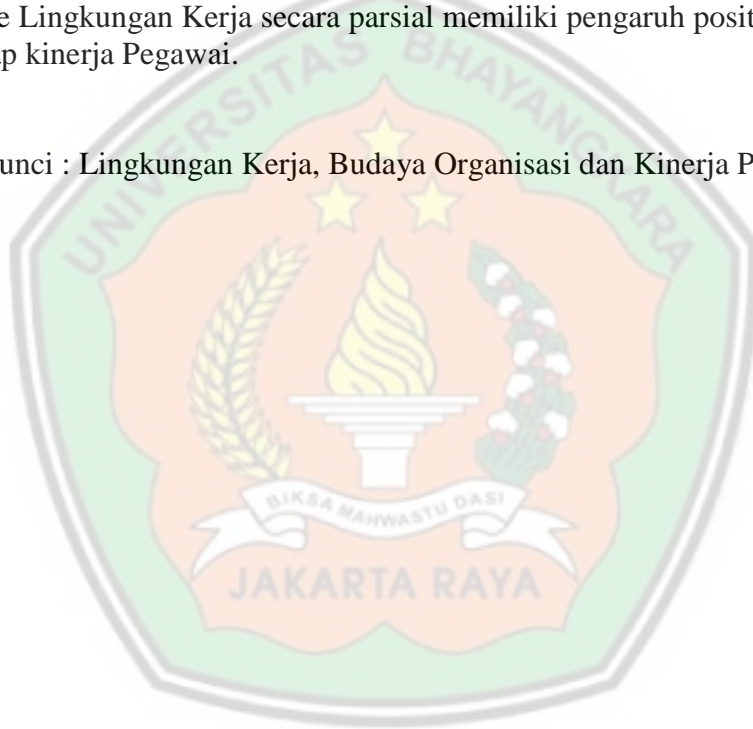 e Lingkungan Kerja secara parsial memiliki pengaruh posit
p kinerja Pegawai.
unci : Lingkungan Kerja, Budaya Organisasi dan Kinerja P
UNIVERSITAS BHAYANGKARA
BIKSA MAHWASTU DASI
JAKARTA RAYA